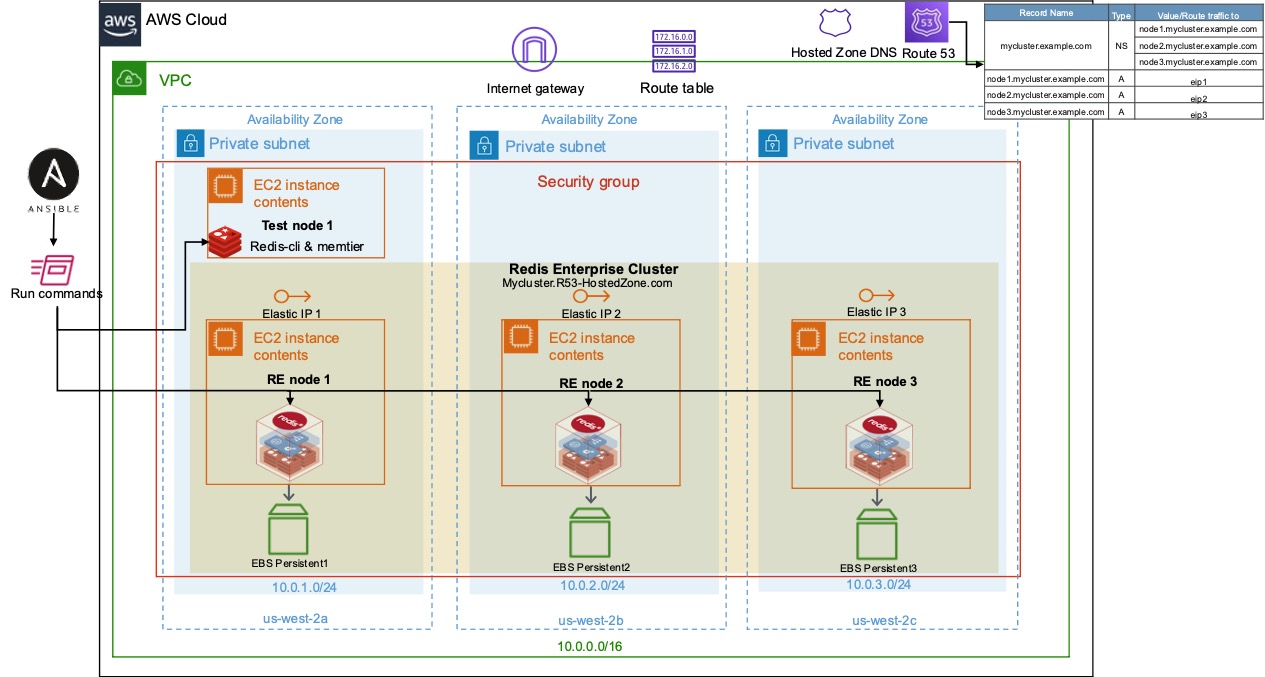 aws
AWS Cloud
VPC
Internet gateway
172.16.0.0
172.16.1.0
172.16.2.0
Route table
Hosted Zone DNS
53
Route 53
Record Name Type Value/Route traffic to
mycluster.example.com NS node1.mycluster.example.com
node2.mycluster.example.com
node3.mycluster.example.com
node1.mycluster.example.com A eip1
node2.mycluster.example.com A eip2
node3.mycluster.example.com A eip3
A
ANSIBLE
Run commands
Availability Zone
Private subnet
Availability Zone
Private subnet
Availability Zone
Private subnet
Security group
EC2 instance
contents
Test node 1
Redis-cli & memtier
Redis Enterprise Cluster
Mycluster.R53-HostedZone.com
Elastic IP 1
EC2 instance
contents
RE node 1
redis
EBS Persistent1
10.0.1.0/24
us-west-2a
Elastic IP 2
EC2 instance
contents
RE node 2
redis
EBS Persistent2
10.0.2.0/24
us-west-2b
Elastic IP 3
EC2 instance
contents
RE node 3
redis
EBS Persistent3
10.0.3.0/24
us-west-2c
10.0.0.0/16